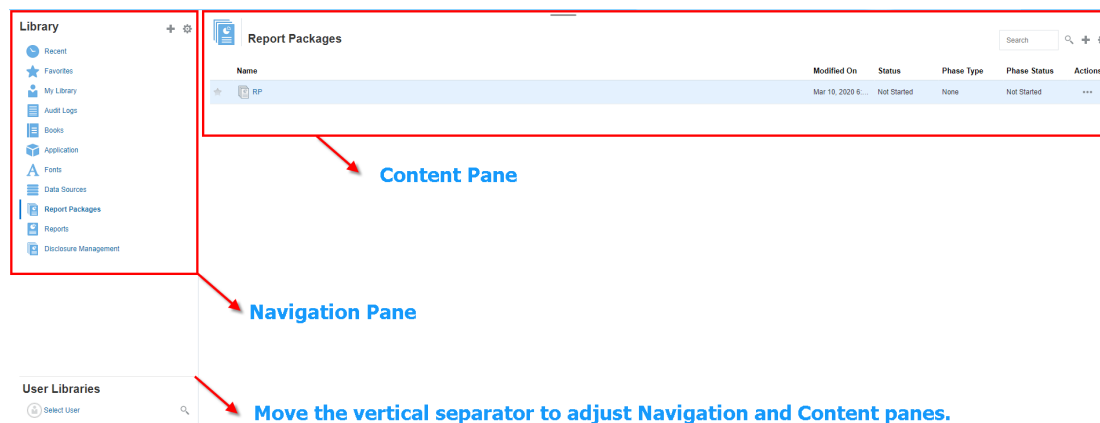 Library
Recent
Favorites
My Library
Audit Logs
Books
Application
Fonts
Data Sources
Report Packages
Reports
Disclosure Management
Report Packages
Search
Name Modified On Status Phase Type Phase Status Actions
RP Mar 10, 2020 6:... Not Started None Not Started
Content Pane
Navigation Pane
User Libraries
Select User
Move the vertical separator to adjust Navigation and Content panes.